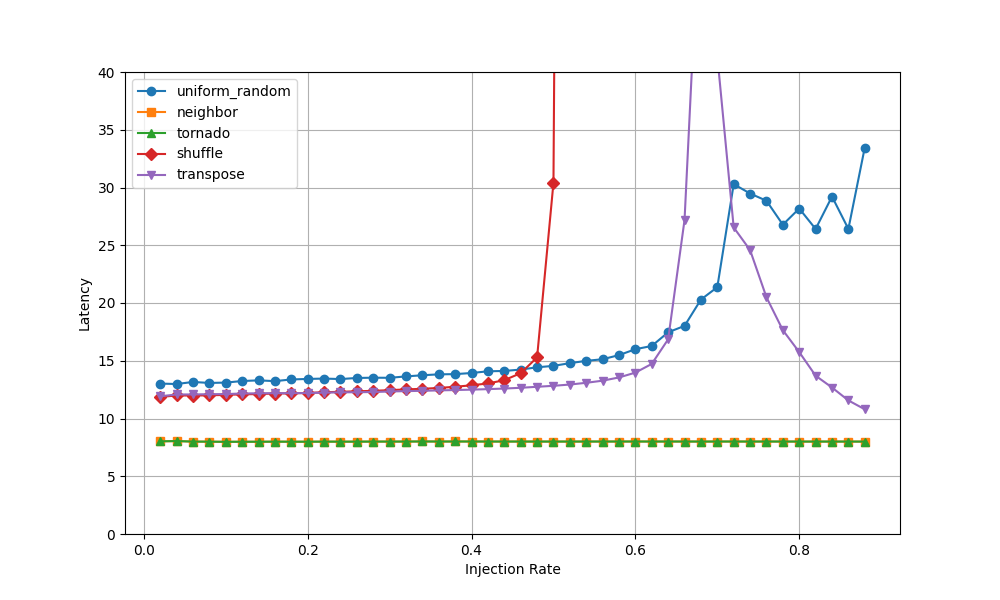 uniform_random
neighbor
tornado
shuffle
transpose
40
35
30
25
20
15
10
5
0
Latency
0.0 0.2 0.4 0.6 0.8
Injection Rate